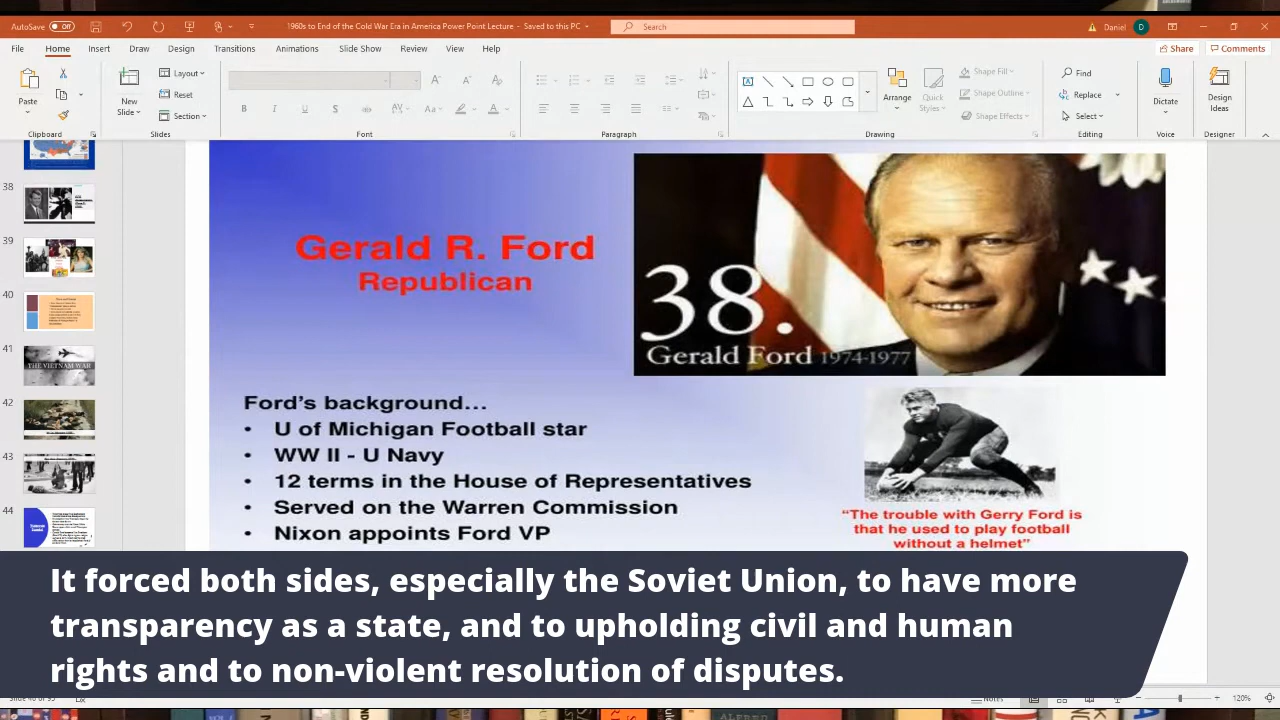 AutoSave Off
1960s to End of the Cold War Era in America Power Point Lecture - Saved to this PC
Search
Daniel D
File Home Insert Draw Design Transitions Animations Slide Show Review View Help
Share Comments
Paste
New
Slide
Layout
Reset
Section
Shape Fill
Shape Outline
Shape Effects
Arrange
Quick
Styles
Find
Replace
Select
Dictate
Design
Ideas
Clipboard Slides Font Paragraph Drawing Editing Voice Designer
38
39
40
41
THE VIETNAM WAR
42
43
44
Gerald R. Ford
Republican
38.
Gerald Ford 1974-1977
Ford's background…
• U of Michigan Football star
• WW II - U Navy
• 12 terms in the House of Representatives
• Served on the Warren Commission
• Nixon appoints Ford VP
“The trouble with Gerry Ford is
that he used to play football
without a helmet”
It forced both sides, especially the Soviet Union, to have more
transparency as a state, and to upholding civil and human
rights and to non-violent resolution of disputes.
Notes
120%
ALFRED